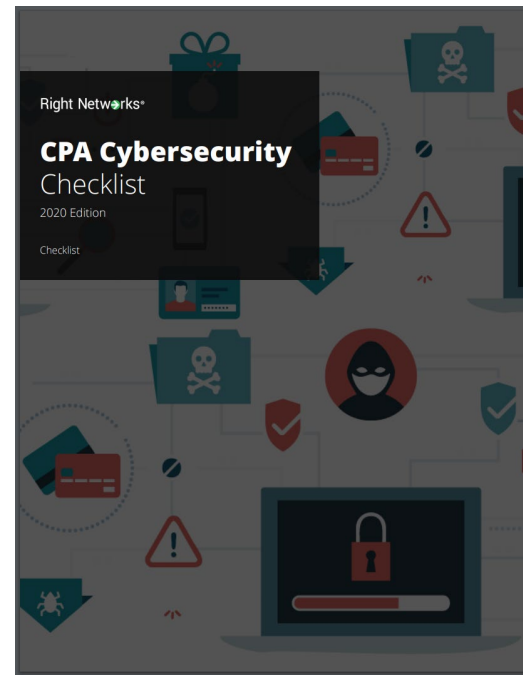 Right Networks®
CPA Cybersecurity
Checklist
2020 Edition
Checklist